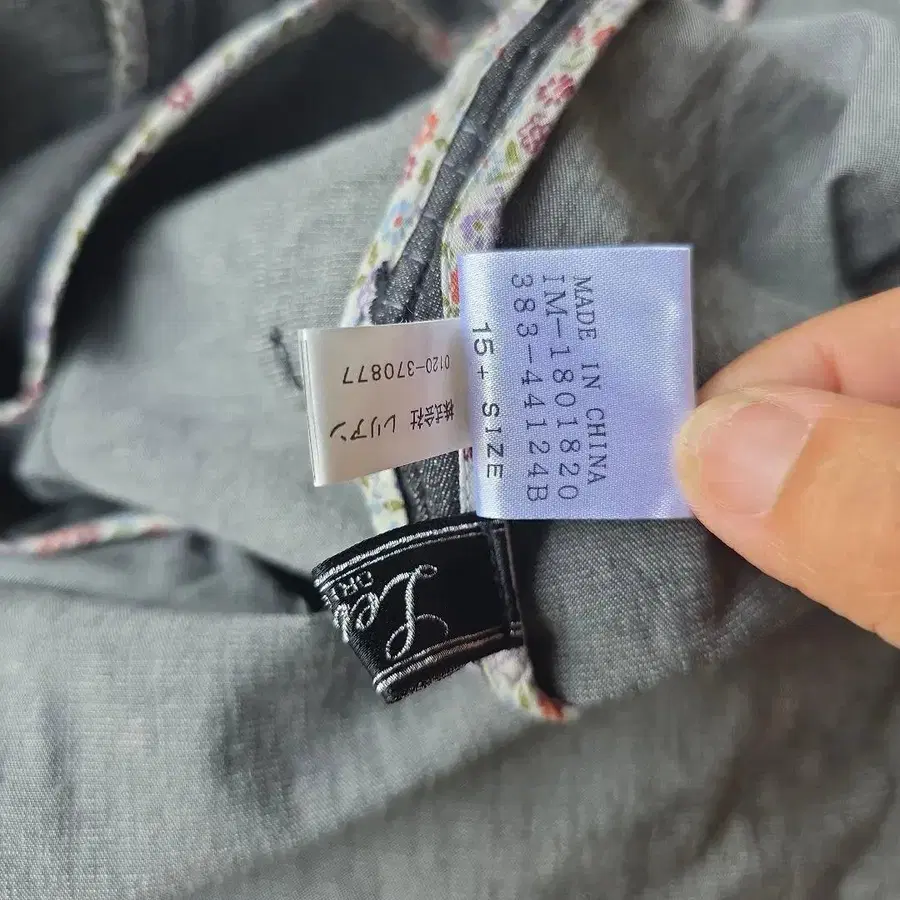 MADE IN CHINA
IM-1801820
383-44124B
15+ SIZE
株式会社 レリアン
0120-370877
Le